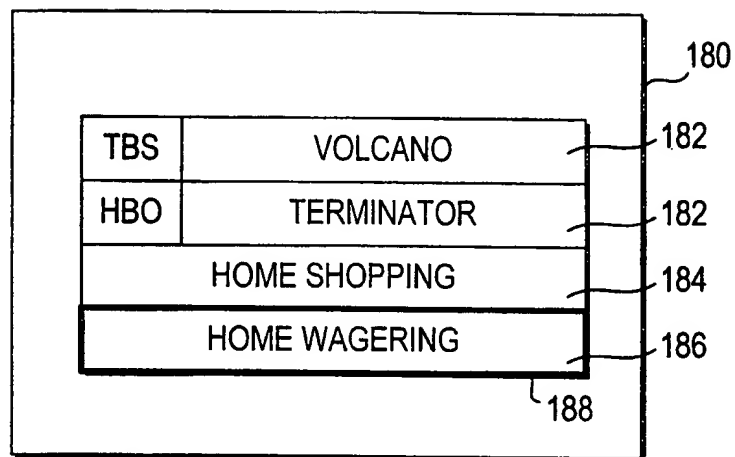 180
TBS VOLCANO 182
HBO TERMINATOR 182
HOME SHOPPING 184
HOME WAGERING 186
188